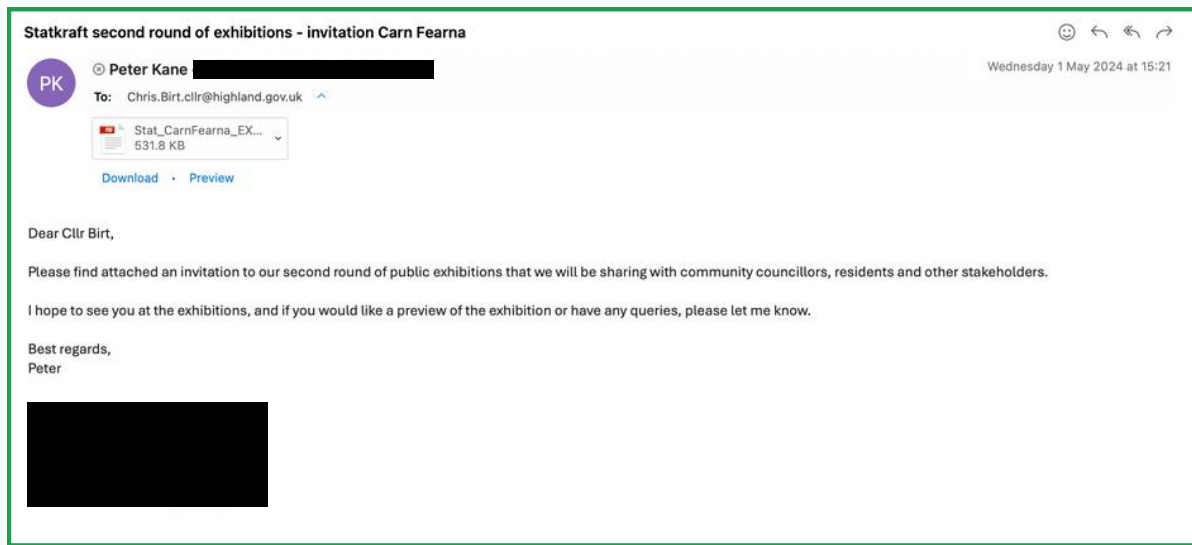 Statkraft second round of exhibitions - invitation Carn Fearna
PK
Peter Kane
Wednesday 1 May 2024 at 15:21
To: Chris.Birt.cllr@highland.gov.uk
Stat_CarnFearna_EX...
531.8 KB
Download • Preview
Dear Cllr Birt,
Please find attached an invitation to our second round of public exhibitions that we will be sharing with community councillors, residents and other stakeholders.
I hope to see you at the exhibitions, and if you would like a preview of the exhibition or have any queries, please let me know.
Best regards,
Peter